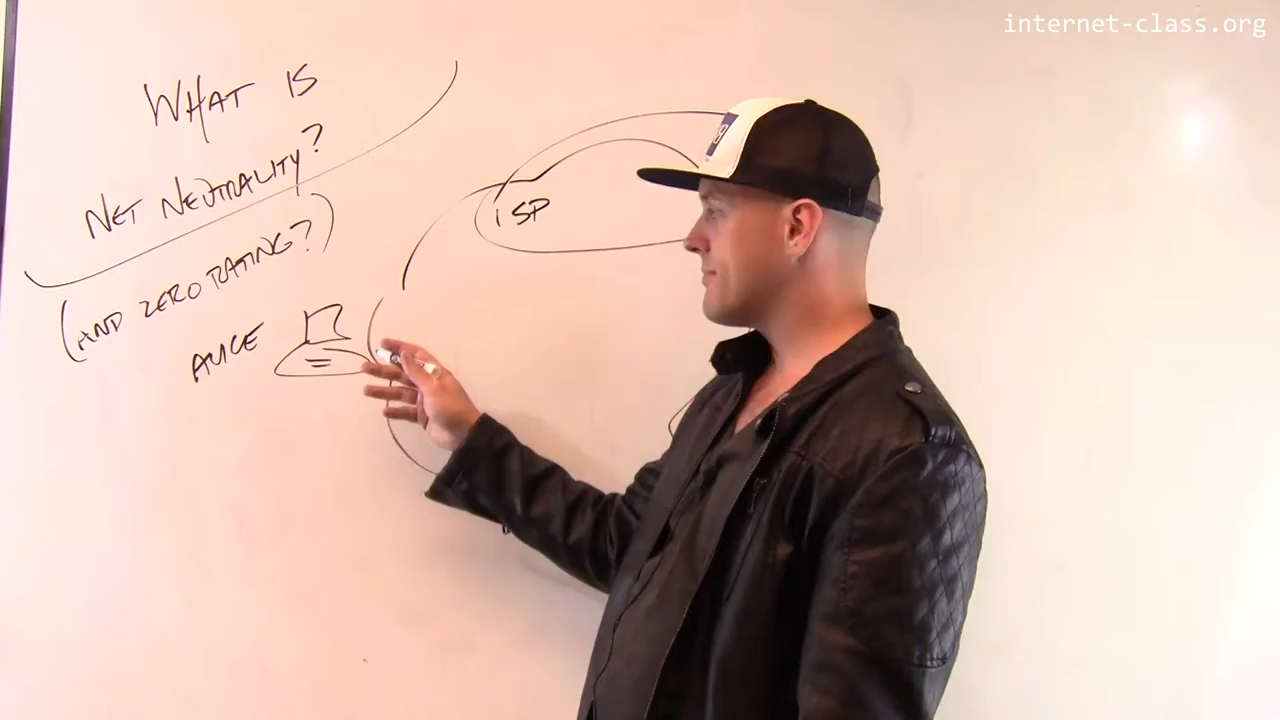 internet-class.org
WHAT IS
NET NEUTRALITY?
(AND ZERO RATING?)
ALICE
ISP